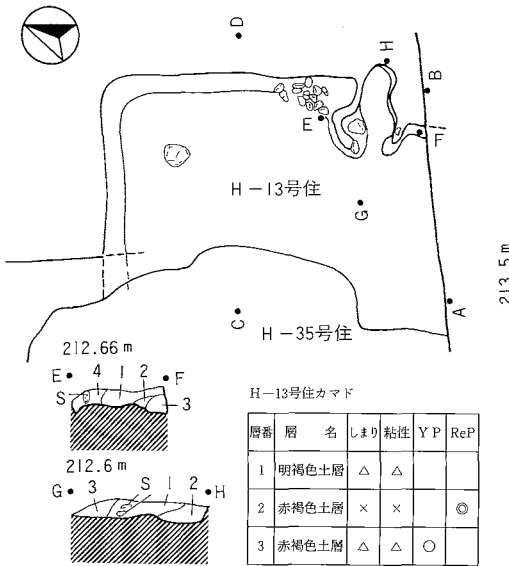 D
H
B
E
F
H－13号住
G
213.5m
A
C
H－35号住
212.66m
E 4 1 2 F
S
3
212.6m
G 3 S 1 2 H
H－13号住カマド
層番 層 名 しまり 粘性 Y P ReP
1 明褐色土層 △ △
2 赤褐色土層 × × ◎
3 赤褐色土層 △ △ ○